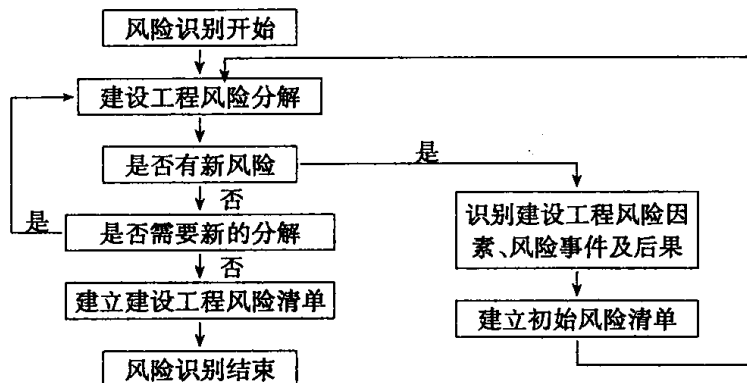 风险识别开始
建设工程风险分解
是否有新风险
是
否
是
是否需要新的分解
识别建设工程风险因
素、风险事件及后果
否
建立建设工程风险清单
建立初始风险清单
风险识别结束